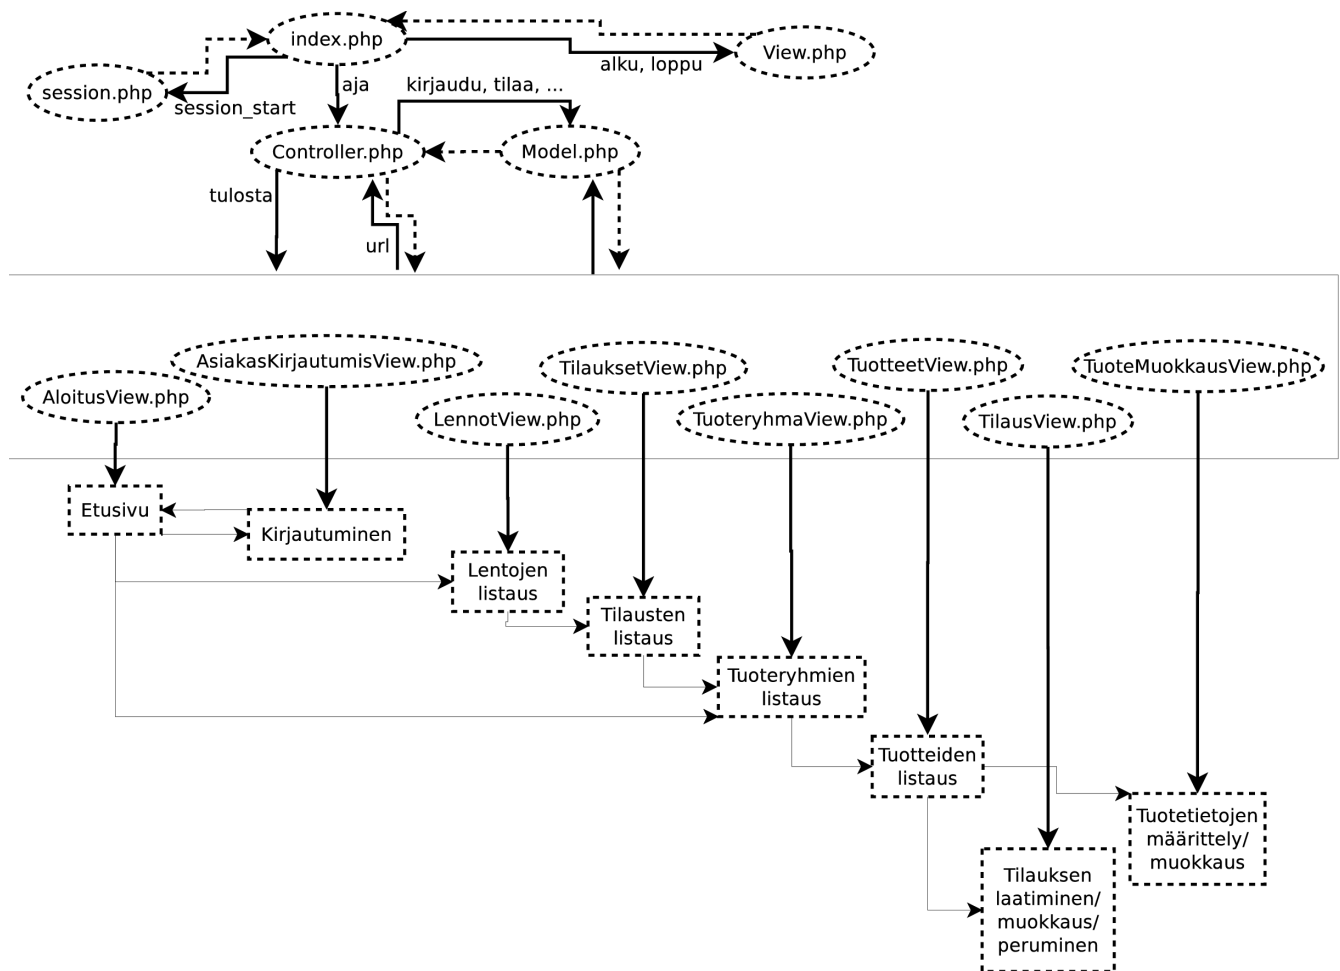 index.php
View.php
alku, loppu
session.php
session_start
aja
kirjaudu, tilaa, ...
Controller.php
Model.php
tulosta
url
AsiakasKirjautumisView.php
TilauksetView.php
TuotteetView.php
TuoteMuokkausView.php
AloitusView.php
LennotView.php
TuoteryhmaView.php
TilausView.php
Etusivu
Kirjautuminen
Lentojen
listaus
Tilausten
listaus
Tuoteryhmien
listaus
Tuotteiden
listaus
Tuotetietojen
määrittely/
muokkaus
Tilauksen
laatiminen/
muokkaus/
peruminen